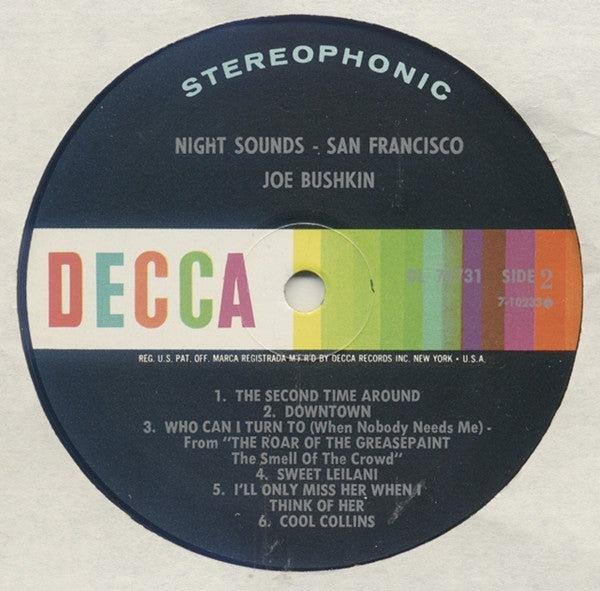 STEREOPHONIC
NIGHT SOUNDS - SAN FRANCISCO
JOE BUSHKIN
DECCA
SIDE 2
7-10233
REG. U.S. PAT. OFF. MARCA REGISTRADA M F R D BY DECCA RECORDS INC. NEW YORK • U.S.A.
1. THE SECOND TIME AROUND
2. DOWNTOWN
3. WHO CAN I TURN TO (When Nobody Needs Me) -
From "THE ROAR OF THE GREASEPAINT
The Smell Of The Crowd"
4. SWEET LEILANI
5. I'LL ONLY MISS HER WHEN I
THINK OF HER
6. COOL COLLINS